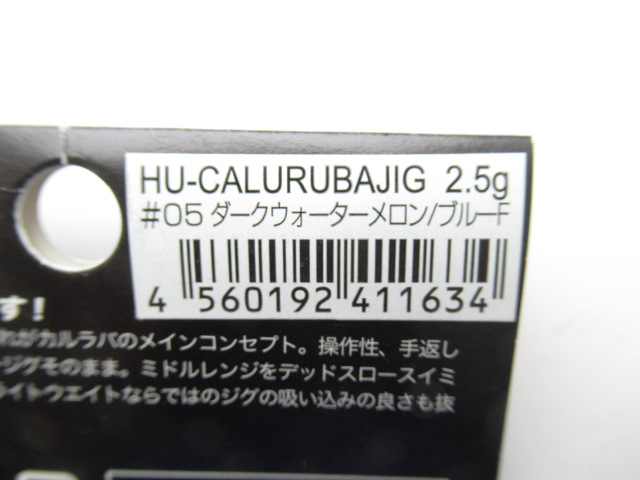 HU-CALURUBAJIG 2.5g
#05 ダークウォーターメロン/ブルーF
4 560192 411634
す!
れがカルラバのメインコンセプト。操作性、手返し
ージグそのまま。ミドルレンジをデッドスロースイミ
ライトウエイトならではのジグの吸い込みの良さも抜